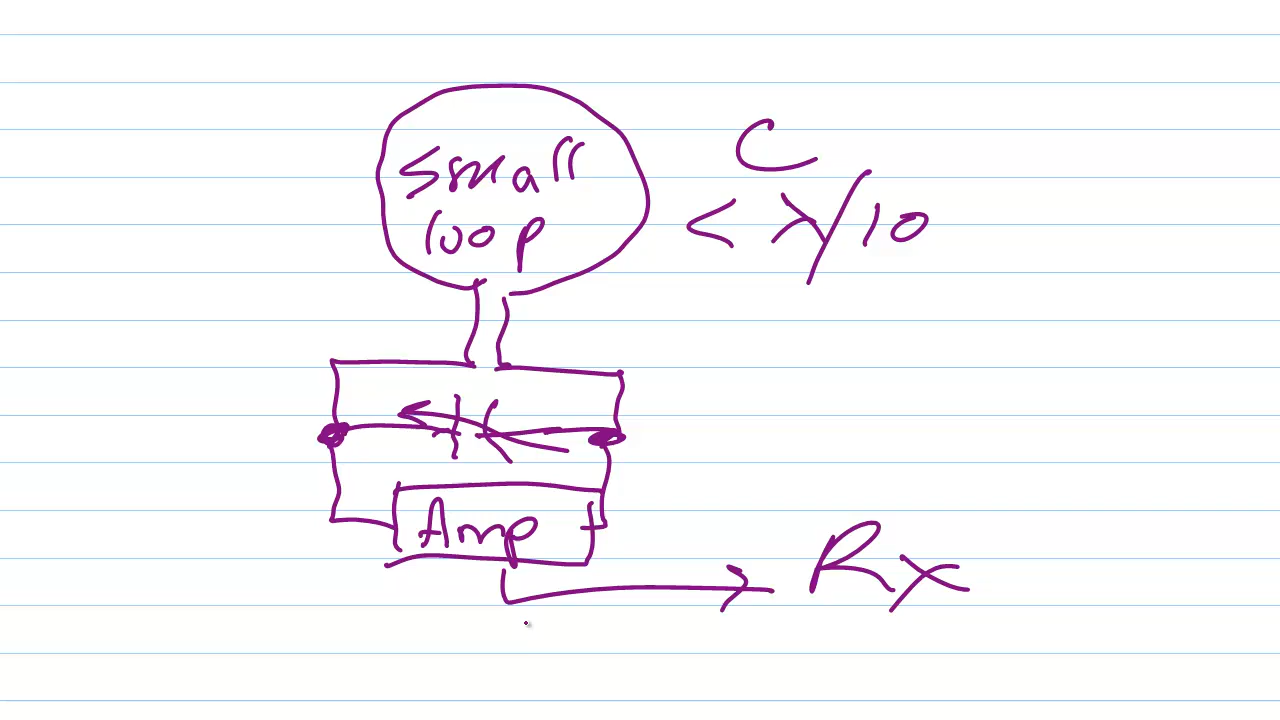 small
loop
C
< λ/10
Amp
Rx